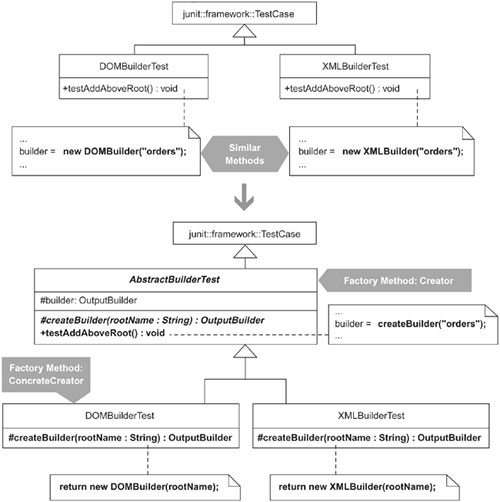 junit::framework::TestCase
DOMBuilderTest
+testAddAboveRoot() : void
XMLBuilderTest
+testAddAboveRoot() : void
...
builder = new DOMBuilder("orders");
...
Similar
Methods
...
builder = new XMLBuilder("orders");
...
junit::framework::TestCase
AbstractBuilderTest
#builder: OutputBuilder
#createBuilder(rootName : String) : OutputBuilder
+testAddAboveRoot() : void
Factory Method: Creator
...
builder = createBuilder("orders");
...
Factory Method:
ConcreteCreator
DOMBuilderTest
#createBuilder(rootName : String) : OutputBuilder
XMLBuilderTest
#createBuilder(rootName : String) : OutputBuilder
return new DOMBuilder(rootName);
return new XMLBuilder(rootName);